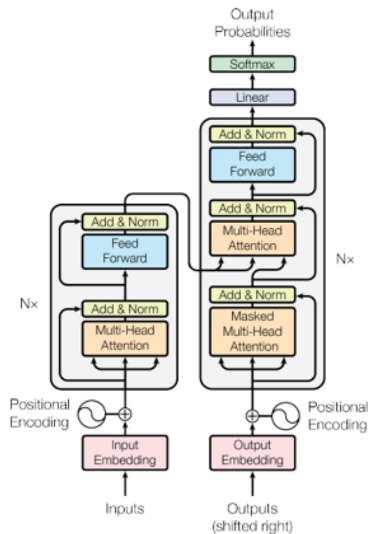 Output
Probabilities
Softmax
Linear
Add & Norm
Feed
Forward
Add & Norm
Multi-Head
Attention
Add & Norm
Masked
Multi-Head
Attention
N×
Add & Norm
Feed
Forward
N×
Add & Norm
Multi-Head
Attention
Positional
Encoding
Positional
Encoding
Input
Embedding
Output
Embedding
Inputs
Outputs
(shifted right)